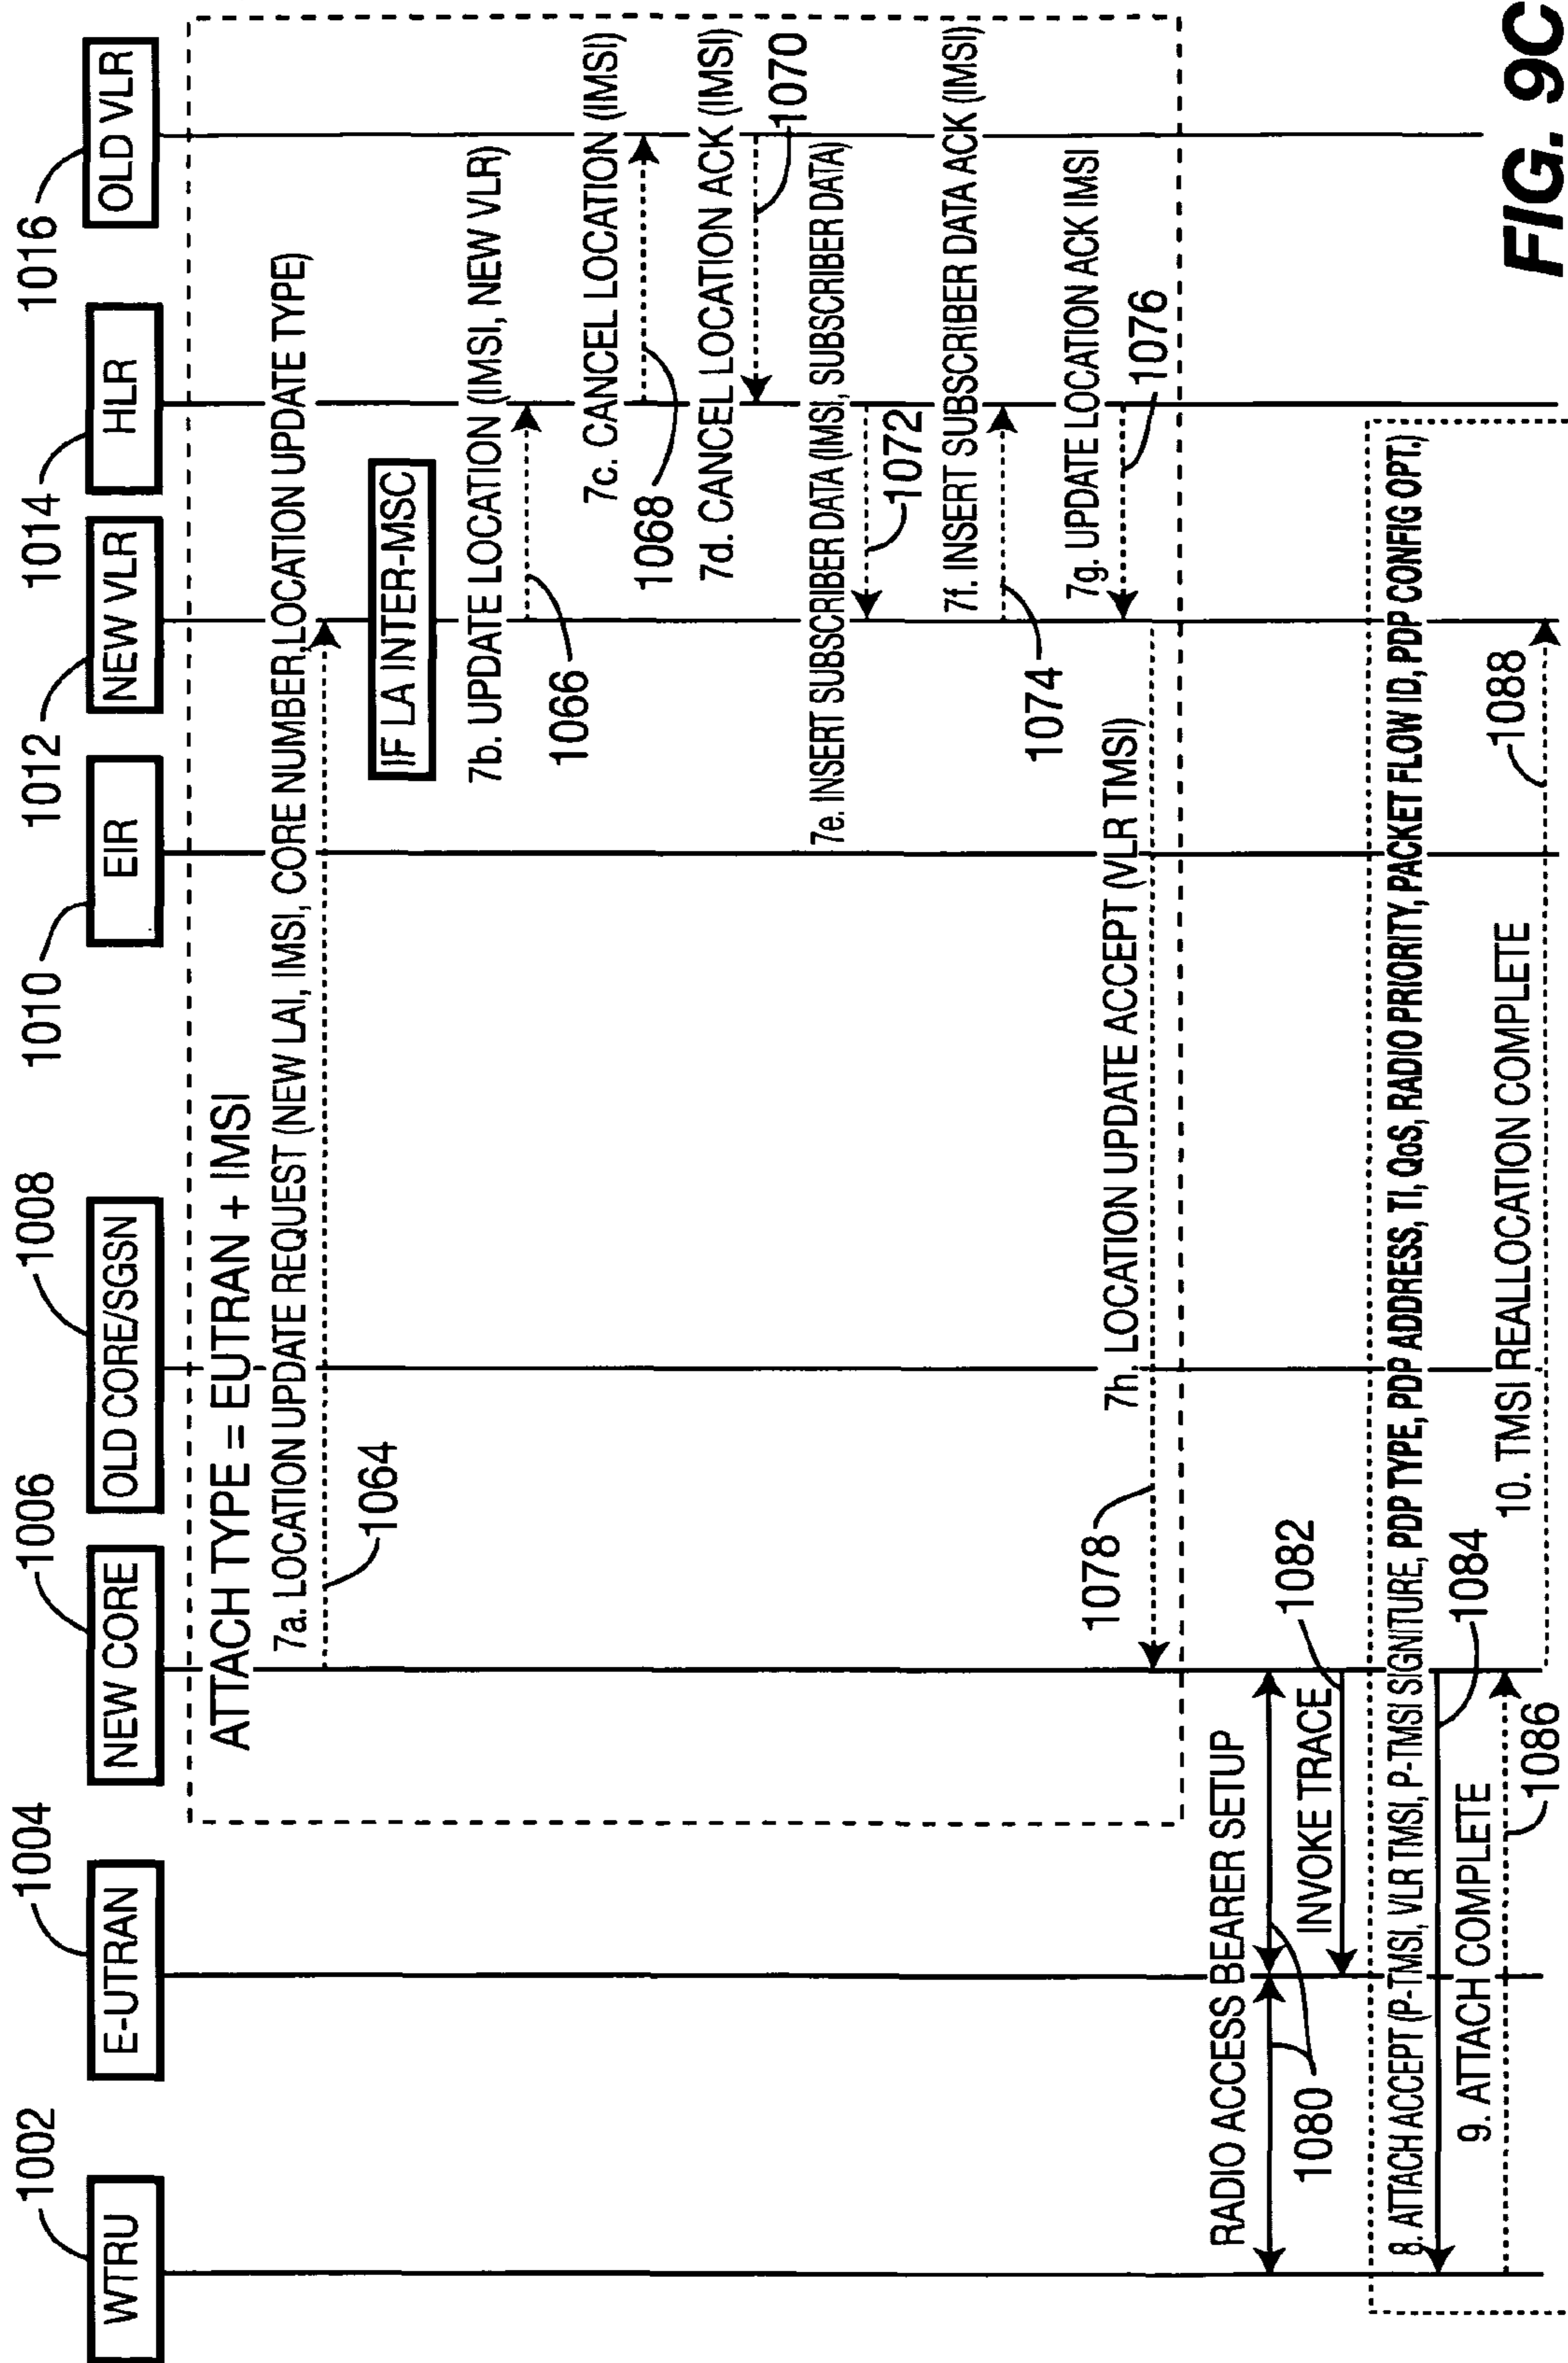 1002
1004
1006
1008
1010
1012
1014
1016
WTRU
E-UTRAN
NEW CORE
OLD CORE/SGSN
EIR
NEW VLR
HLR
OLD VLR
ATTACH TYPE = EUTRAN + IMSI
7a. LOCATION UPDATE REQUEST (NEW LAI, IMSI, CORE NUMBER, LOCATION UPDATE TYPE)
1064
IF LA INTER-MSC
7b. UPDATE LOCATION (IMSI, NEW VLR)
1066
7c. CANCEL LOCATION (IMSI)
1068
7d. CANCEL LOCATION ACK (IMSI)
1070
7e. INSERT SUBSCRIBER DATA (IMSI, SUBSCRIBER DATA)
1072
7f. INSERT SUBSCRIBER DATA ACK (IMSI)
1074
7g. UPDATE LOCATION ACK IMSI
1076
7h. LOCATION UPDATE ACCEPT (VLR TMSI)
1078
RADIO ACCESS BEARER SETUP
1080
INVOKE TRACE
1082
8. ATTACH ACCEPT (P-TMSI, VLR TMSI, P-TMSI SIGNITURE, PDP TYPE, PDP ADDRESS, TI, QoS, RADIO PRIORITY, PACKET FLOW ID, PDP CONFIG OPT.)
1084
9. ATTACH COMPLETE
1086
10. TMSI REALLOCATION COMPLETE
1088
FIG. 9C